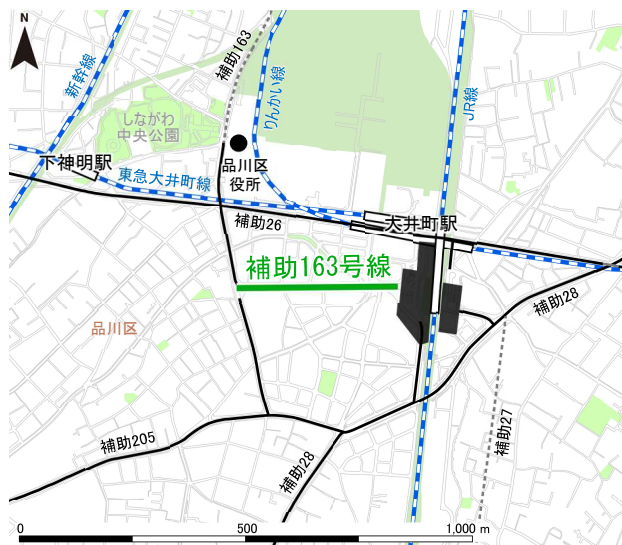 N
補助163
新幹線
りんかい線
JR線
しながわ
中央公園
品川区
役所
下神明駅
東急大井町線
補助26
大井町駅
補助163号線
補助28
品川区
補助27
補助205
補助28
0
500
1,000 m